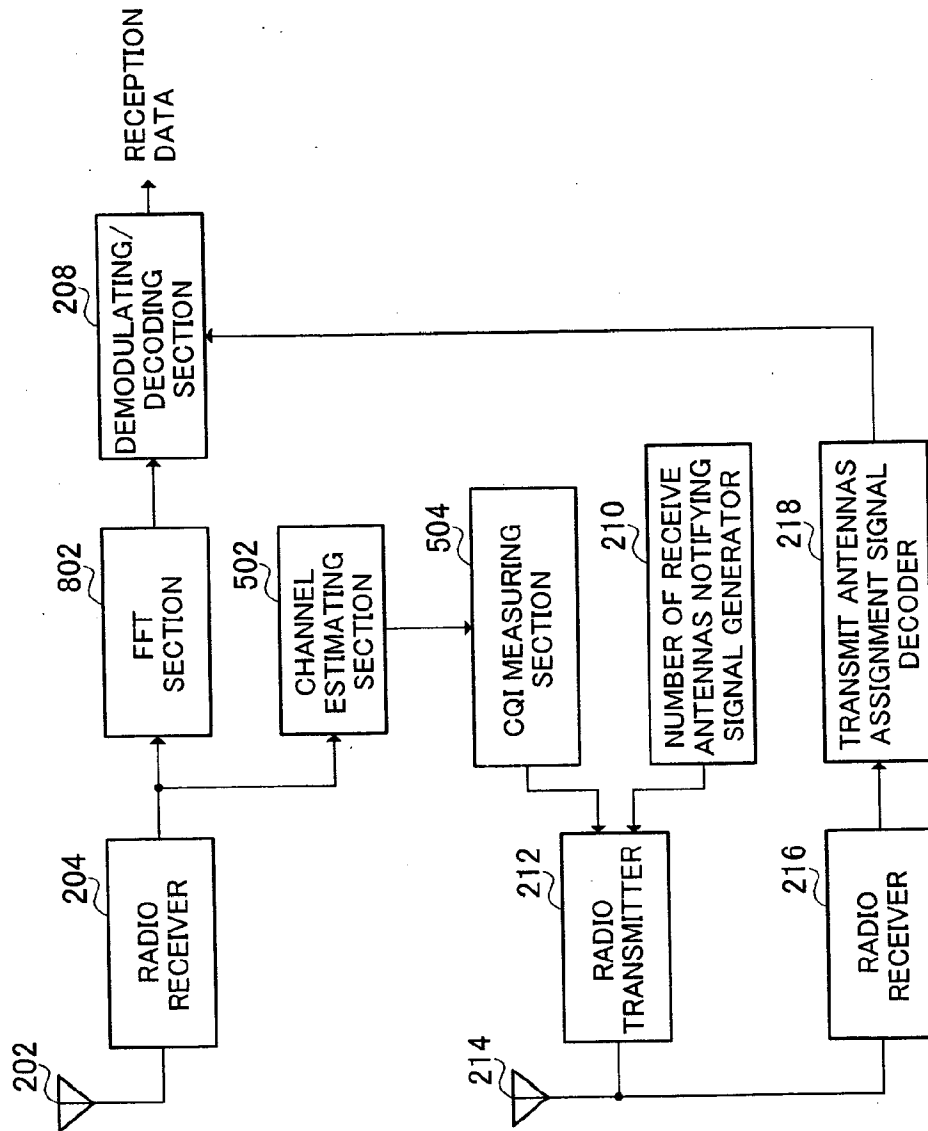 202
204
RADIO
RECEIVER
802
FFT
SECTION
208
DEMODULATING/
DECODING
SECTION
RECEPTION
DATA
502
CHANNEL
ESTIMATING
SECTION
504
CQI MEASURING
SECTION
214
212
RADIO
TRANSMITTER
210
NUMBER OF RECEIVE
ANTENNAS NOTIFYING
SIGNAL GENERATOR
216
RADIO
RECEIVER
218
TRANSMIT ANTENNAS
ASSIGNMENT SIGNAL
DECODER